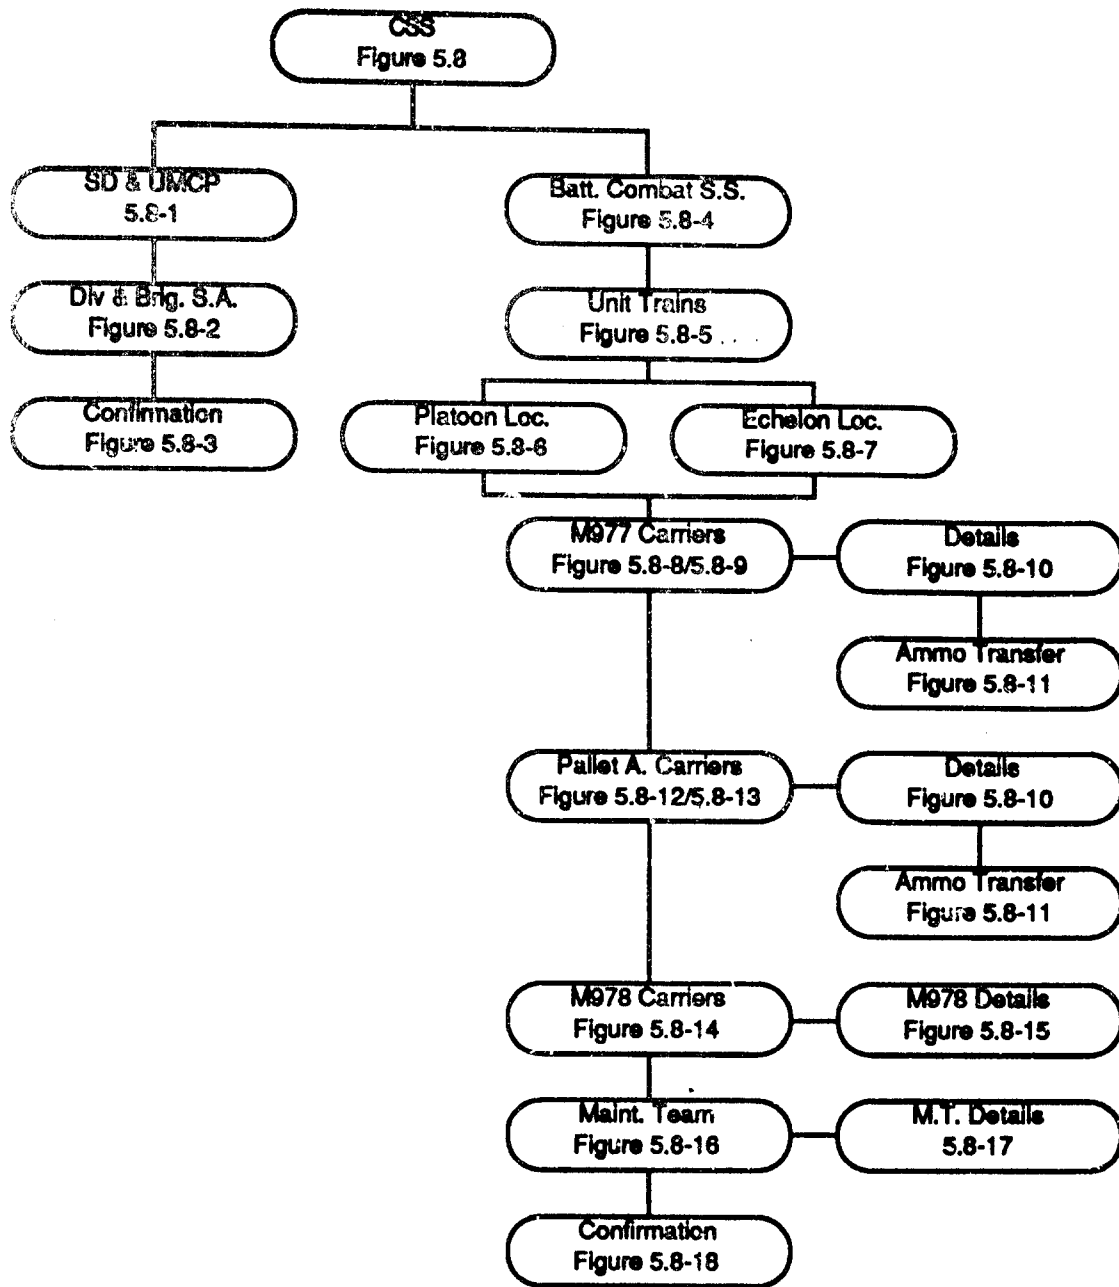 CSS
Figure 5.8
SD & UMCP
5.8-1
Batt. Combat S.S.
Figure 5.8-4
Div & Brig. S.A.
Figure 5.8-2
Unit Trains
Figure 5.8-5
Confirmation
Figure 5.8-3
Platoon Loc.
Figure 5.8-6
Echelon Loc.
Figure 5.8-7
M977 Carriers
Figure 5.8-8/5.8-9
Details
Figure 5.8-10
Ammo Transfer
Figure 5.8-11
Pallet A. Carriers
Figure 5.8-12/5.8-13
Details
Figure 5.8-10
Ammo Transfer
Figure 5.8-11
M978 Carriers
Figure 5.8-14
M978 Details
Figure 5.8-15
Maint. Team
Figure 5.8-16
M.T. Details
5.8-17
Confirmation
Figure 5.8-18